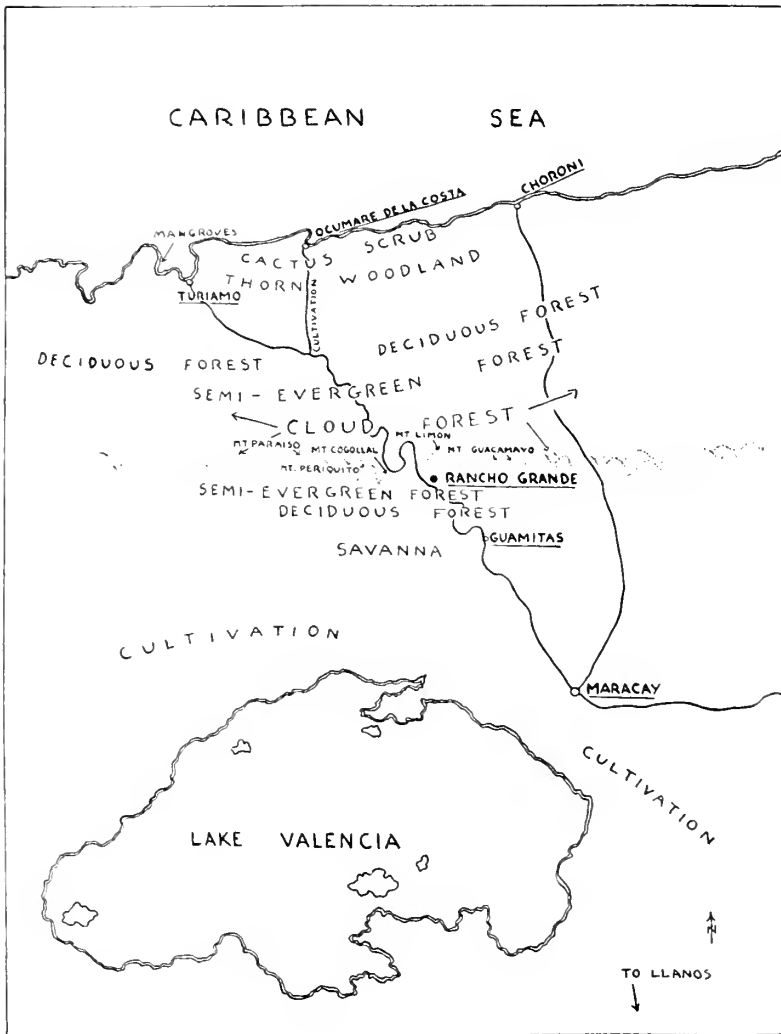 CARIBBEAN SEA
CHORONI
OCUMARE DE LA COSTA
MANGROVES
CACTUS SCRUB
THORN WOODLAND
TURIAMO
CULTIVATION
DECIDUOUS FOREST
DECIDUOUS FOREST
FOREST
SEMI-EVERGREEN
CLOUD FOREST
MT PARAISO
MT COGOLLAL
MT LIMON
MT GUACAMAYO
MT. PERIQUITO
RANCHO GRANDE
SEMI-EVERGREEN FOREST
DECIDUOUS FOREST
GUAMITAS
SAVANNA
CULTIVATION
MARACAY
CULTIVATION
LAKE VALENCIA
N
TO LLANOS